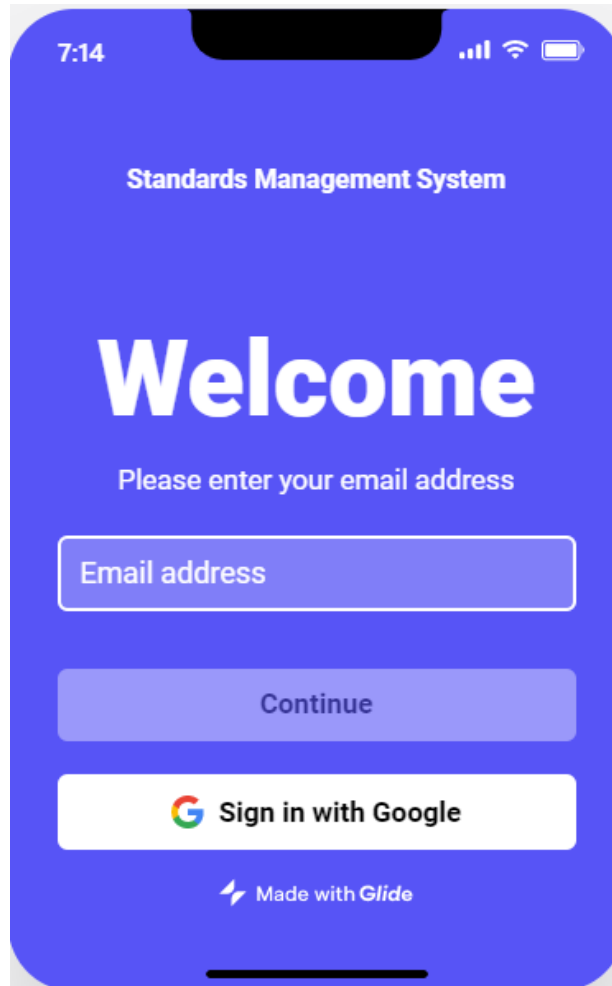 7:14
Standards Management System
Welcome
Please enter your email address
Email address
Continue
Sign in with Google
Made with Glide